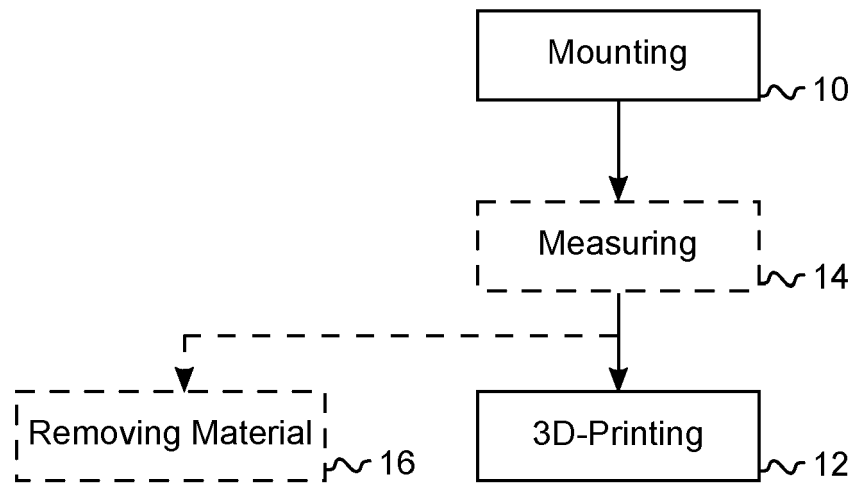 Mounting
10
Measuring
14
Removing Material
16
3D-Printing
12